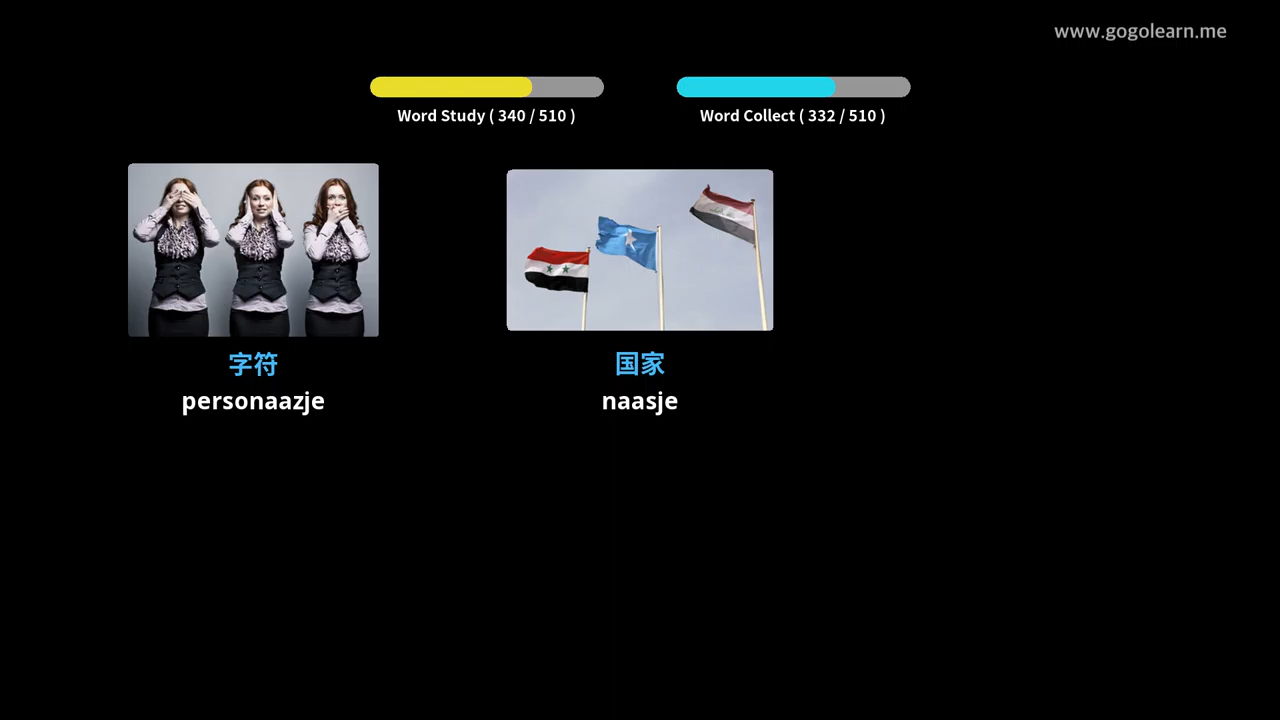 www.gogolearn.me
Word Study ( 340 / 510 )
Word Collect ( 332 / 510 )
字符
personaazje
国家
naasje